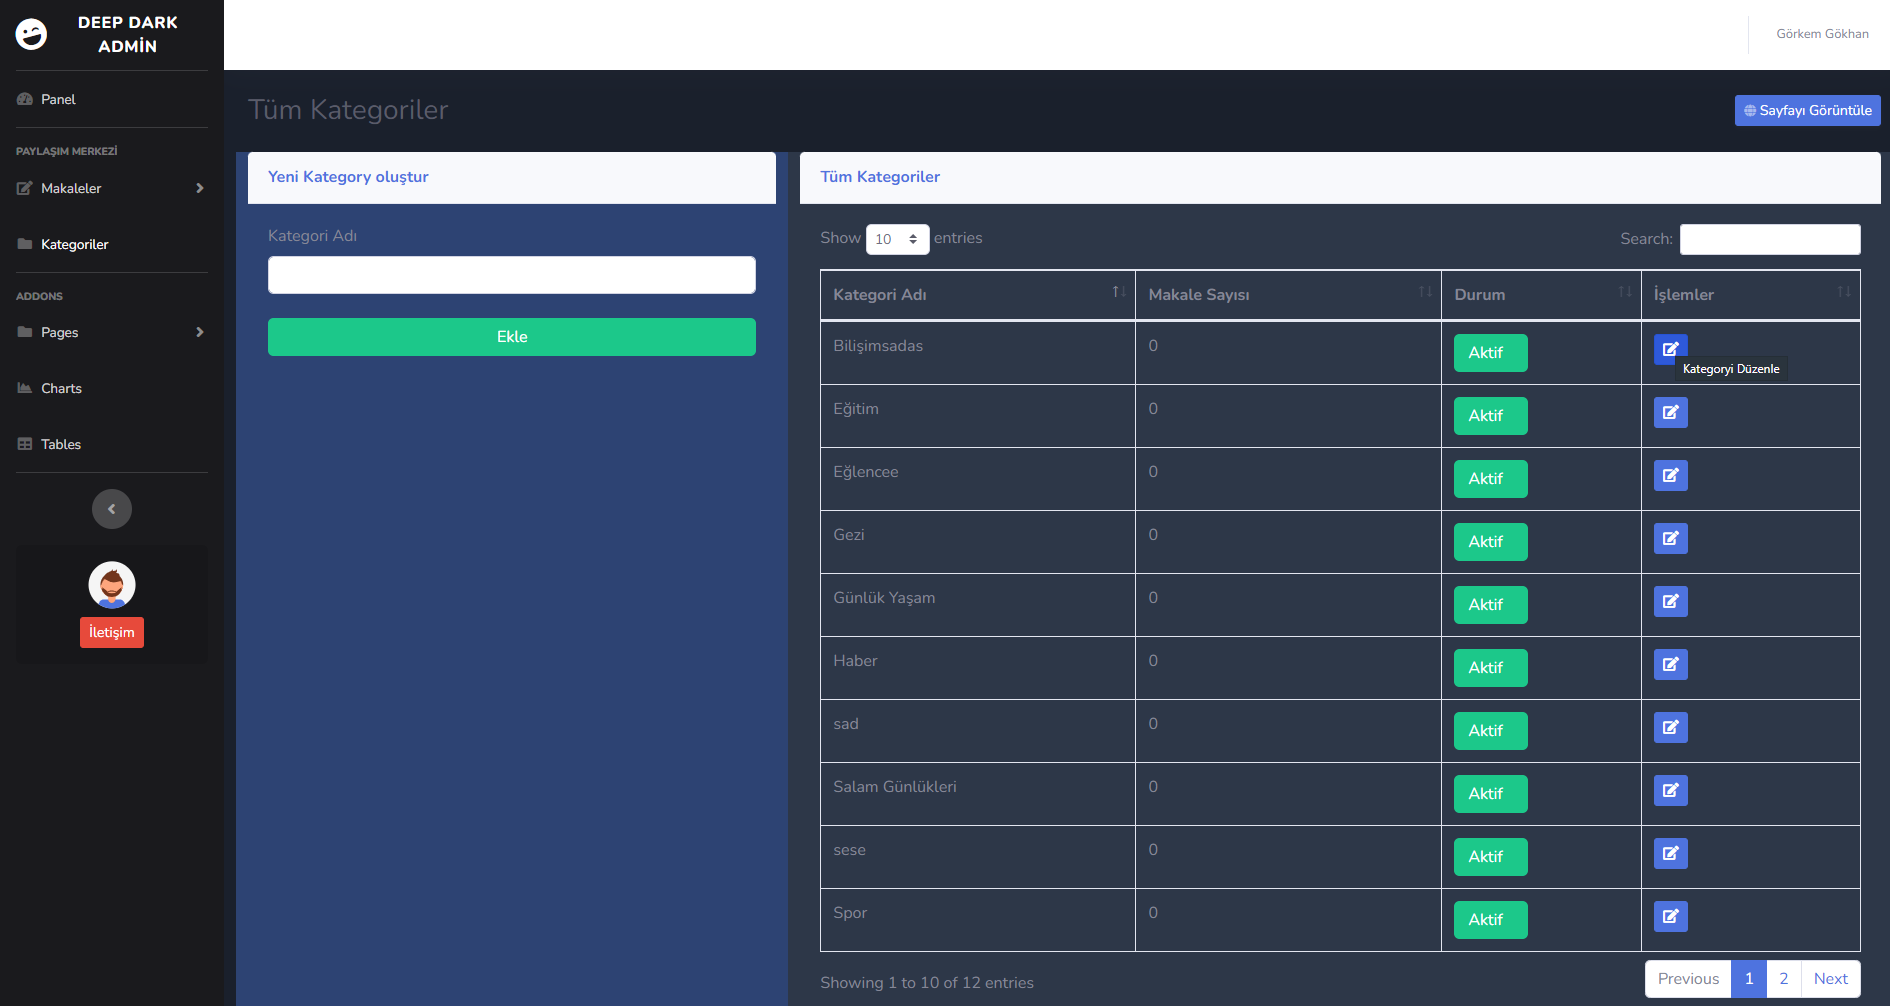 DEEP DARK
ADMİN
Görkem Gökhan
Panel
PAYLAŞIM MERKEZİ
Makaleler
Kategoriler
ADDONS
Pages
Charts
Tables
İletişim
Tüm Kategoriler
Sayfayı Görüntüle
Yeni Kategory oluştur
Kategori Adı
Ekle
Tüm Kategoriler
Show 10 entries
Search:
Kategori Adı Makale Sayısı Durum İşlemler
Bilişimsadas 0 Aktif
Kategoryi Düzenle
Eğitim 0 Aktif
Eğlencee 0 Aktif
Gezi 0 Aktif
Günlük Yaşam 0 Aktif
Haber 0 Aktif
sad 0 Aktif
Salam Günlükleri 0 Aktif
sese 0 Aktif
Spor 0 Aktif
Showing 1 to 10 of 12 entries
Previous 1 2 Next